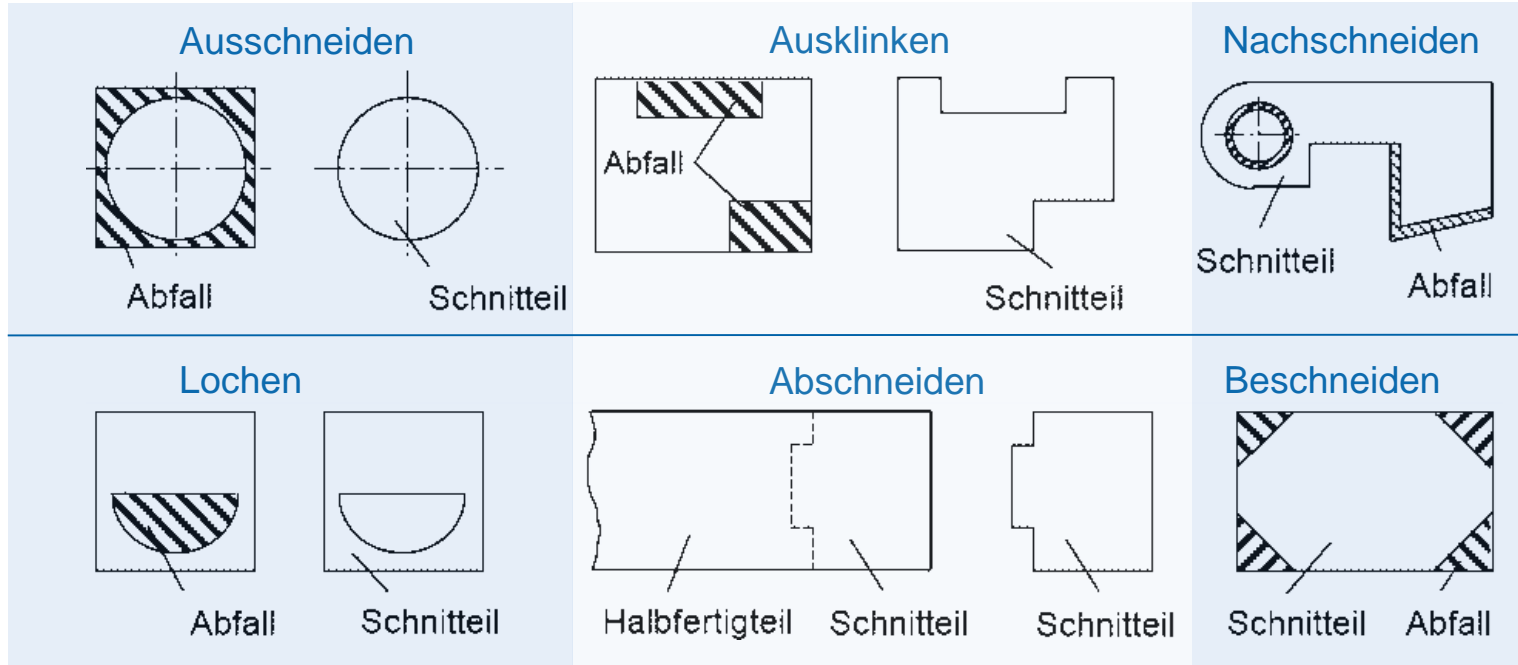 Ausschneiden
Abfall
Schnitteil
Ausklinken
Abfall
Schnitteil
Nachschneiden
Schnitteil
Abfall
Lochen
Abfall
Schnitteil
Abschneiden
Halbfertigteil
Schnitteil
Schnitteil
Beschneiden
Schnitteil
Abfall